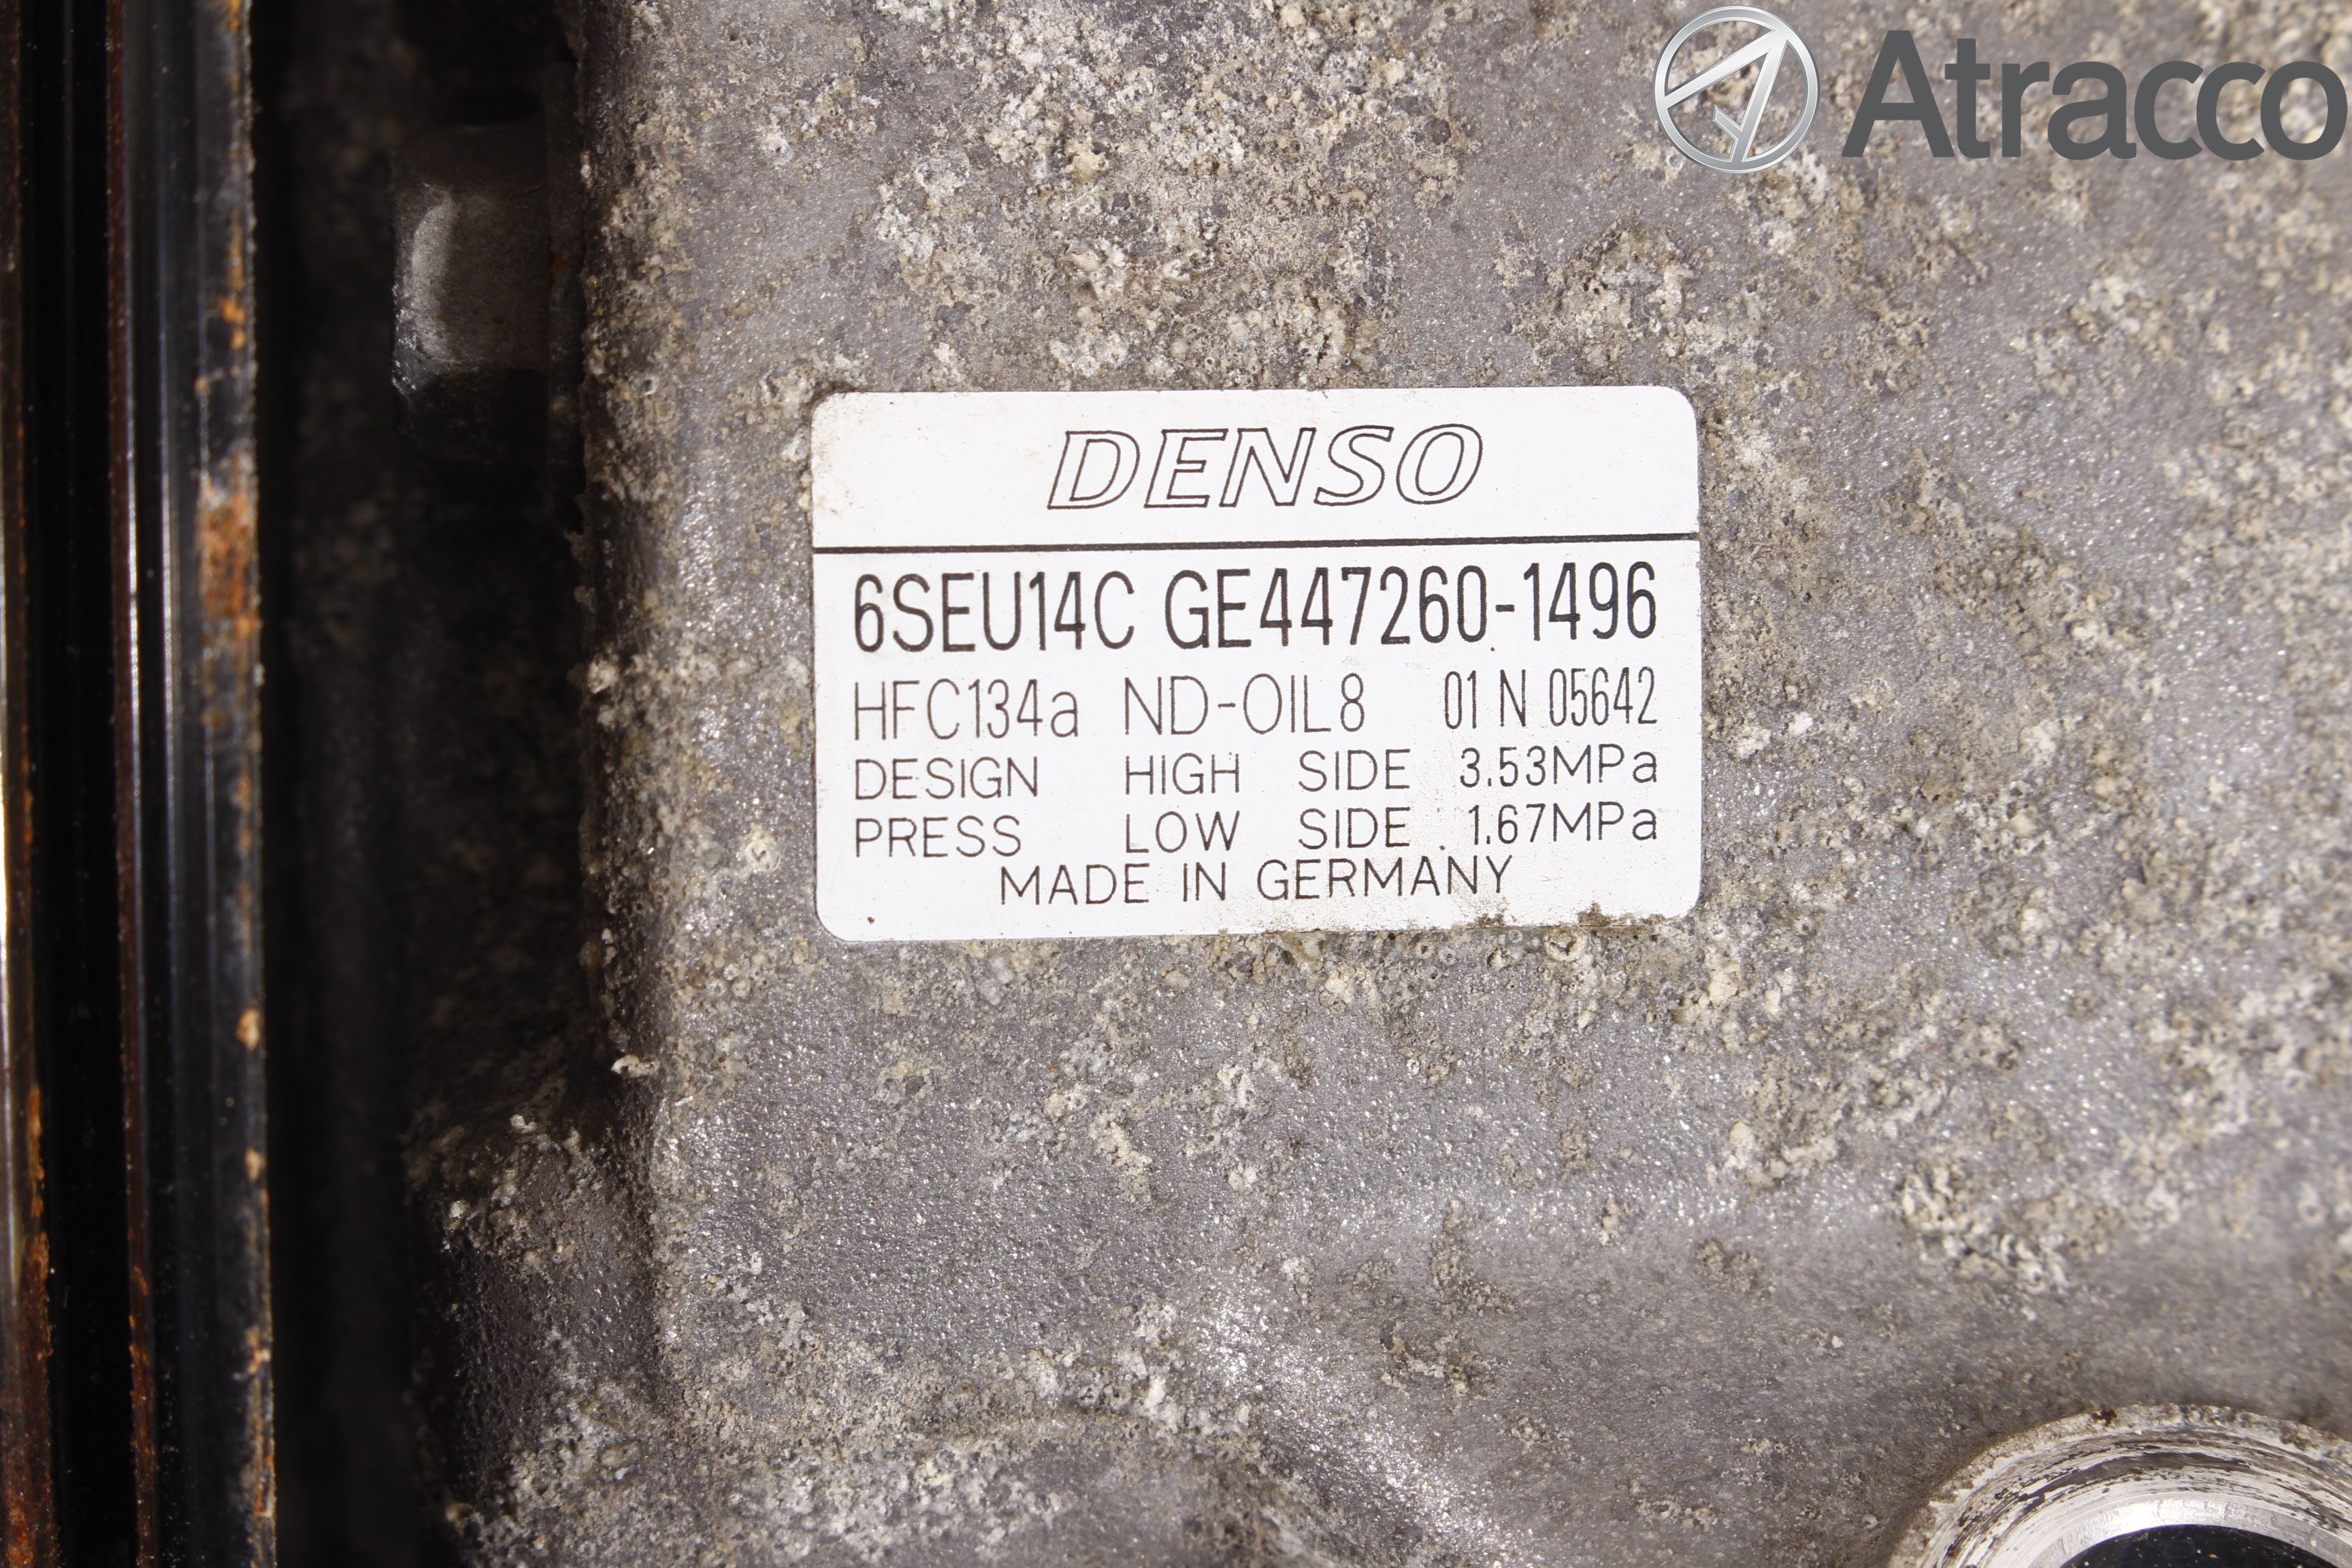 Atracco
DENSO
6SEU14C GE447260-1496
HFC134a ND-OIL8 01 N 05642
DESIGN HIGH SIDE 3.53MPa
PRESS LOW SIDE 1.67MPa
MADE IN GERMANY